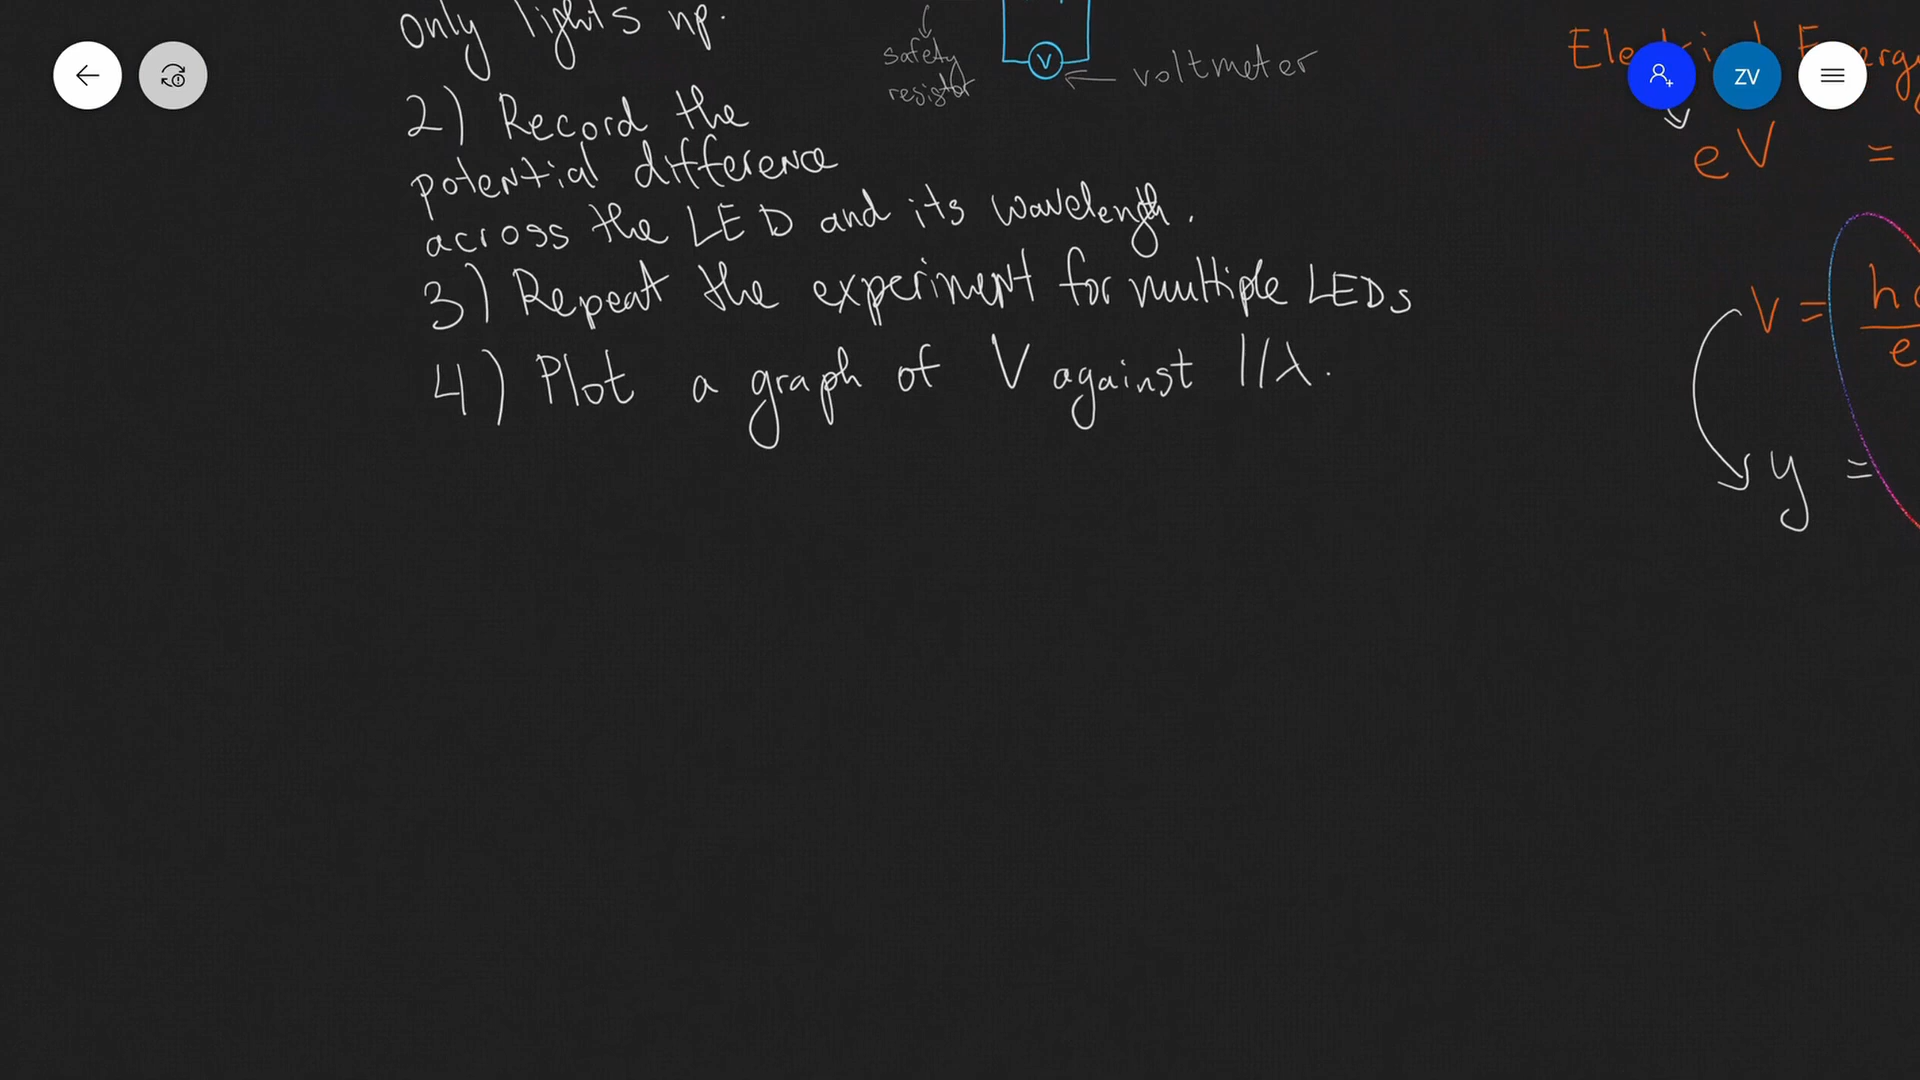 only lights up.
safety
resistor
V
voltmeter
2) Record the
potential difference
across the LED and its wavelength.
3) Repeat the experiment for multiple LEDs
4) Plot a graph of V against 1/λ.
ZV
eV =
V = h
e
y =